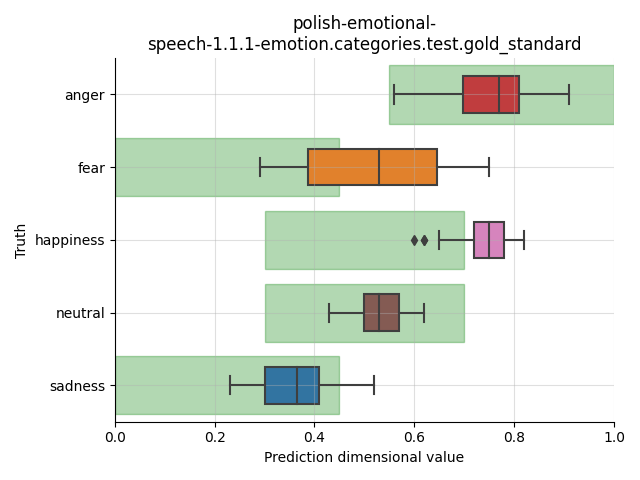 polish-emotional-
speech-1.1.1-emotion.categories.test.gold_standard
Truth
anger
fear
happiness
neutral
sadness
0.0 0.2 0.4 0.6 0.8 1.0
Prediction dimensional value